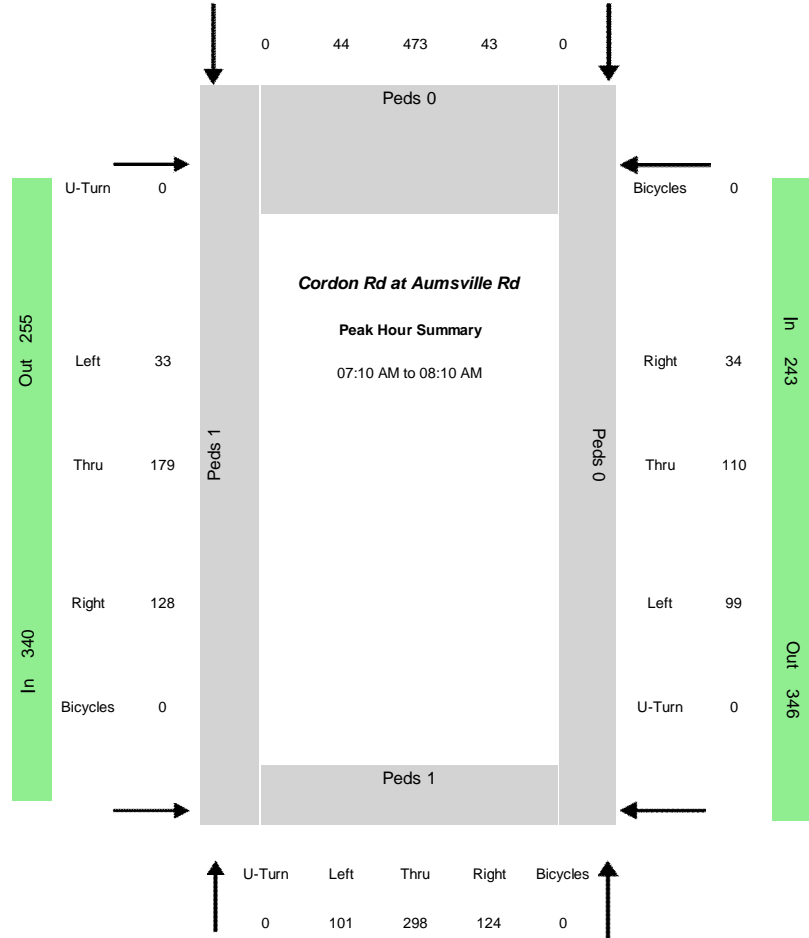 0 44 473 43 0
Peds 0
U-Turn 0
Bicycles 0
Cordon Rd at Aumsville Rd
Peak Hour Summary
07:10 AM to 08:10 AM
Out 255
In 243
Left 33
Right 34
Peds 1
Peds 0
Thru 179
Thru 110
Right 128
Left 99
In 340
Out 346
Bicycles 0
U-Turn 0
Peds 1
U-Turn Left Thru Right Bicycles
0 101 298 124 0